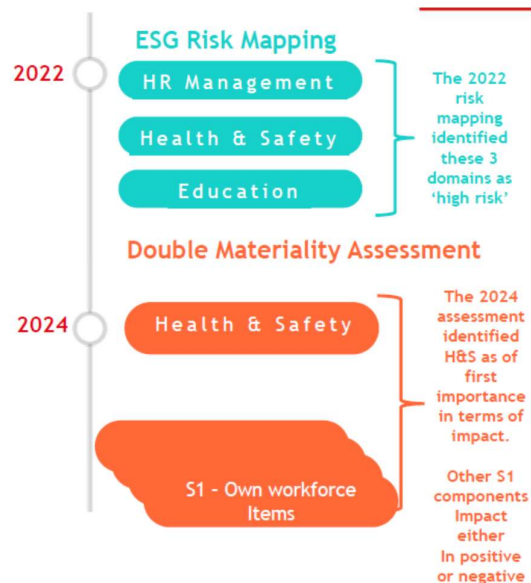 ESG Risk Mapping
2022
HR Management
Health & Safety
Education
The 2022
risk
mapping
identified
these 3
domains as
'high risk'
Double Materiality Assessment
2024
Health & Safety
S1 – Own workforce
Items
The 2024
assessment
identified
H&S as of
first
importance
in terms of
impact.
Other S1
components
Impact
either
In positive
or negative